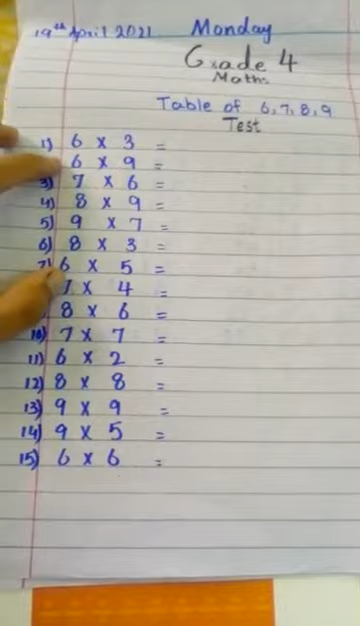 19th April 2021 Monday
Grade 4
Maths
Table of 6,7,8,9
Test
1) 6 x 3 =
6 x 9 =
3) 7 x 6 =
4) 8 x 9 =
5) 9 x 7 =
6) 8 x 3 =
7) 6 x 5 =
7 x 4 =
8 x 6 =
10) 7 x 7 =
11) 6 x 2 =
12) 8 x 8 =
13) 9 x 9 =
14) 9 x 5 =
15) 6 x 6 =